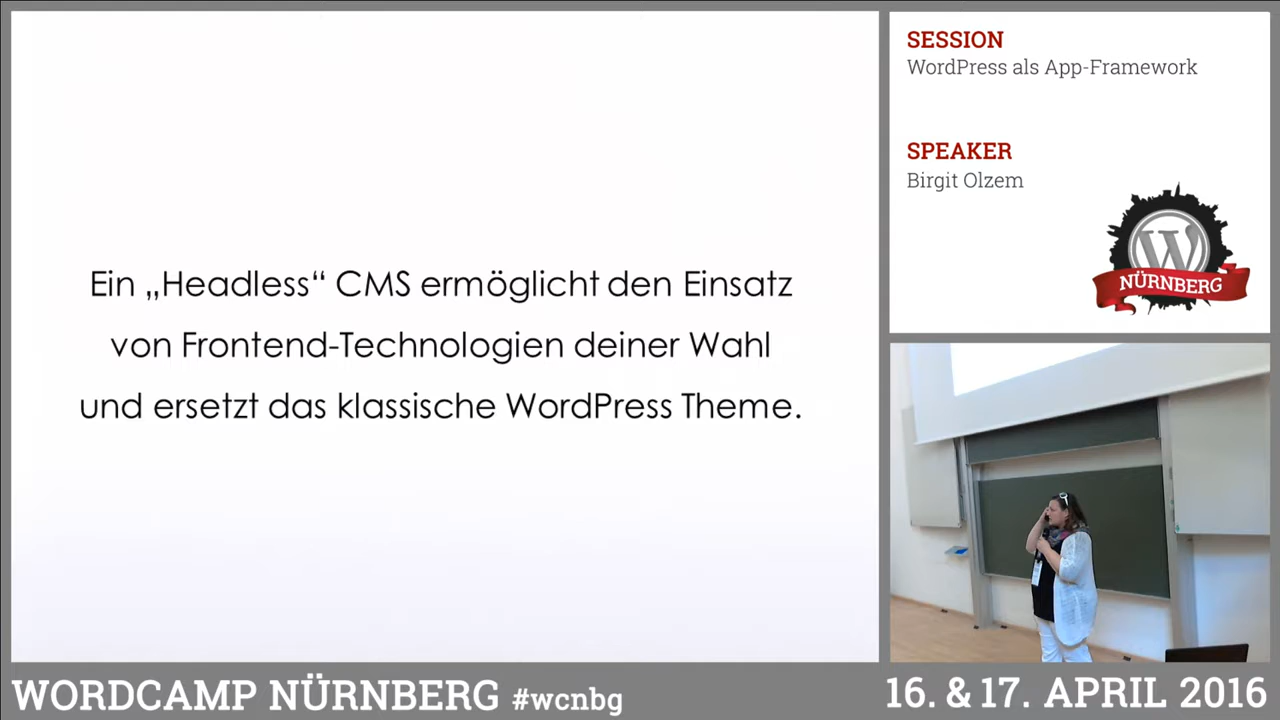 Ein „Headless“ CMS ermöglicht den Einsatz
von Frontend-Technologien deiner Wahl
und ersetzt das klassische WordPress Theme.
SESSION
WordPress als App-Framework
SPEAKER
Birgit Olzem
W
NÜRNBERG
WORDCAMP NÜRNBERG #wcnbg
16. & 17. APRIL 2016